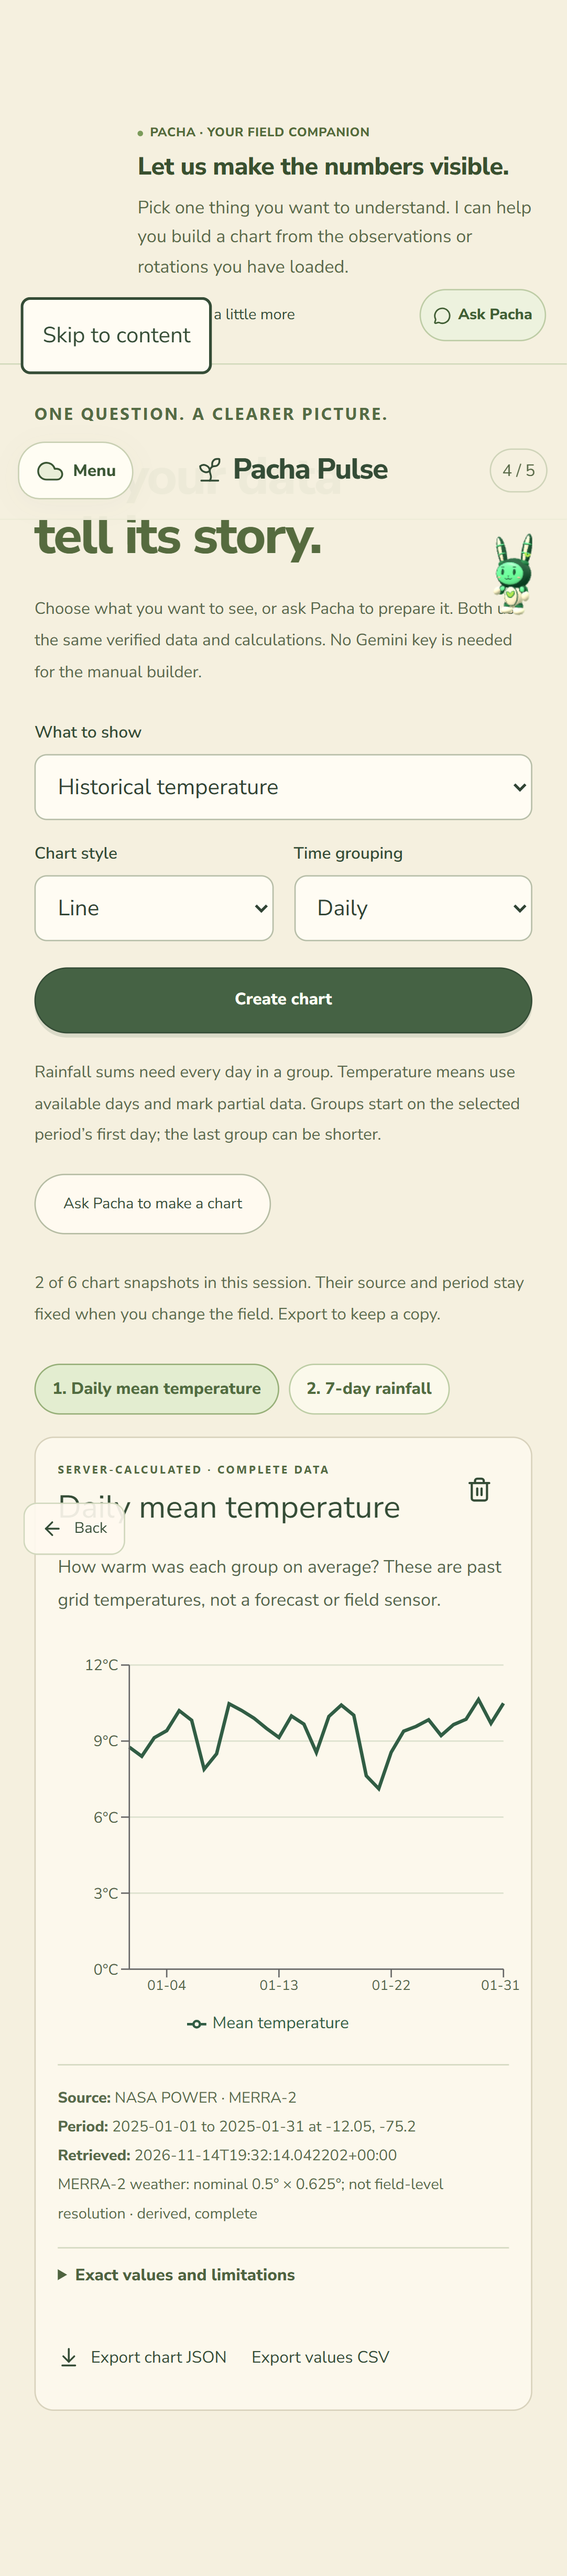 PACHA · YOUR FIELD COMPANION
Let us make the numbers visible.
Pick one thing you want to understand. I can help
you build a chart from the observations or
rotations you have loaded.
Skip to content
a little more
Ask Pacha
ONE QUESTION. A CLEARER PICTURE.
Menu
Pacha Pulse
4 / 5
your data
tell its story.
Choose what you want to see, or ask Pacha to prepare it. Both
the same verified data and calculations. No Gemini key is needed
for the manual builder.
What to show
Historical temperature
Chart style
Time grouping
Line
Daily
Create chart
Rainfall sums need every day in a group. Temperature means use
available days and mark partial data. Groups start on the selected
period's first day; the last group can be shorter.
Ask Pacha to make a chart
2 of 6 chart snapshots in this session. Their source and period stay
fixed when you change the field. Export to keep a copy.
1. Daily mean temperature
2. 7-day rainfall
SERVER-CALCULATED · COMPLETE DATA
Daily mean temperature
Back
How warm was each group on average? These are past
grid temperatures, not a forecast or field sensor.
12°C
9°C
6°C
3°C
0°C
01-04
01-13
01-22
01-31
Mean temperature
Source: NASA POWER · MERRA-2
Period: 2025-01-01 to 2025-01-31 at -12.05, -75.2
Retrieved: 2026-11-14T19:32:14.042202+00:00
MERRA-2 weather: nominal 0.5° × 0.625°; not field-level
resolution · derived, complete
Exact values and limitations
Export chart JSON
Export values CSV